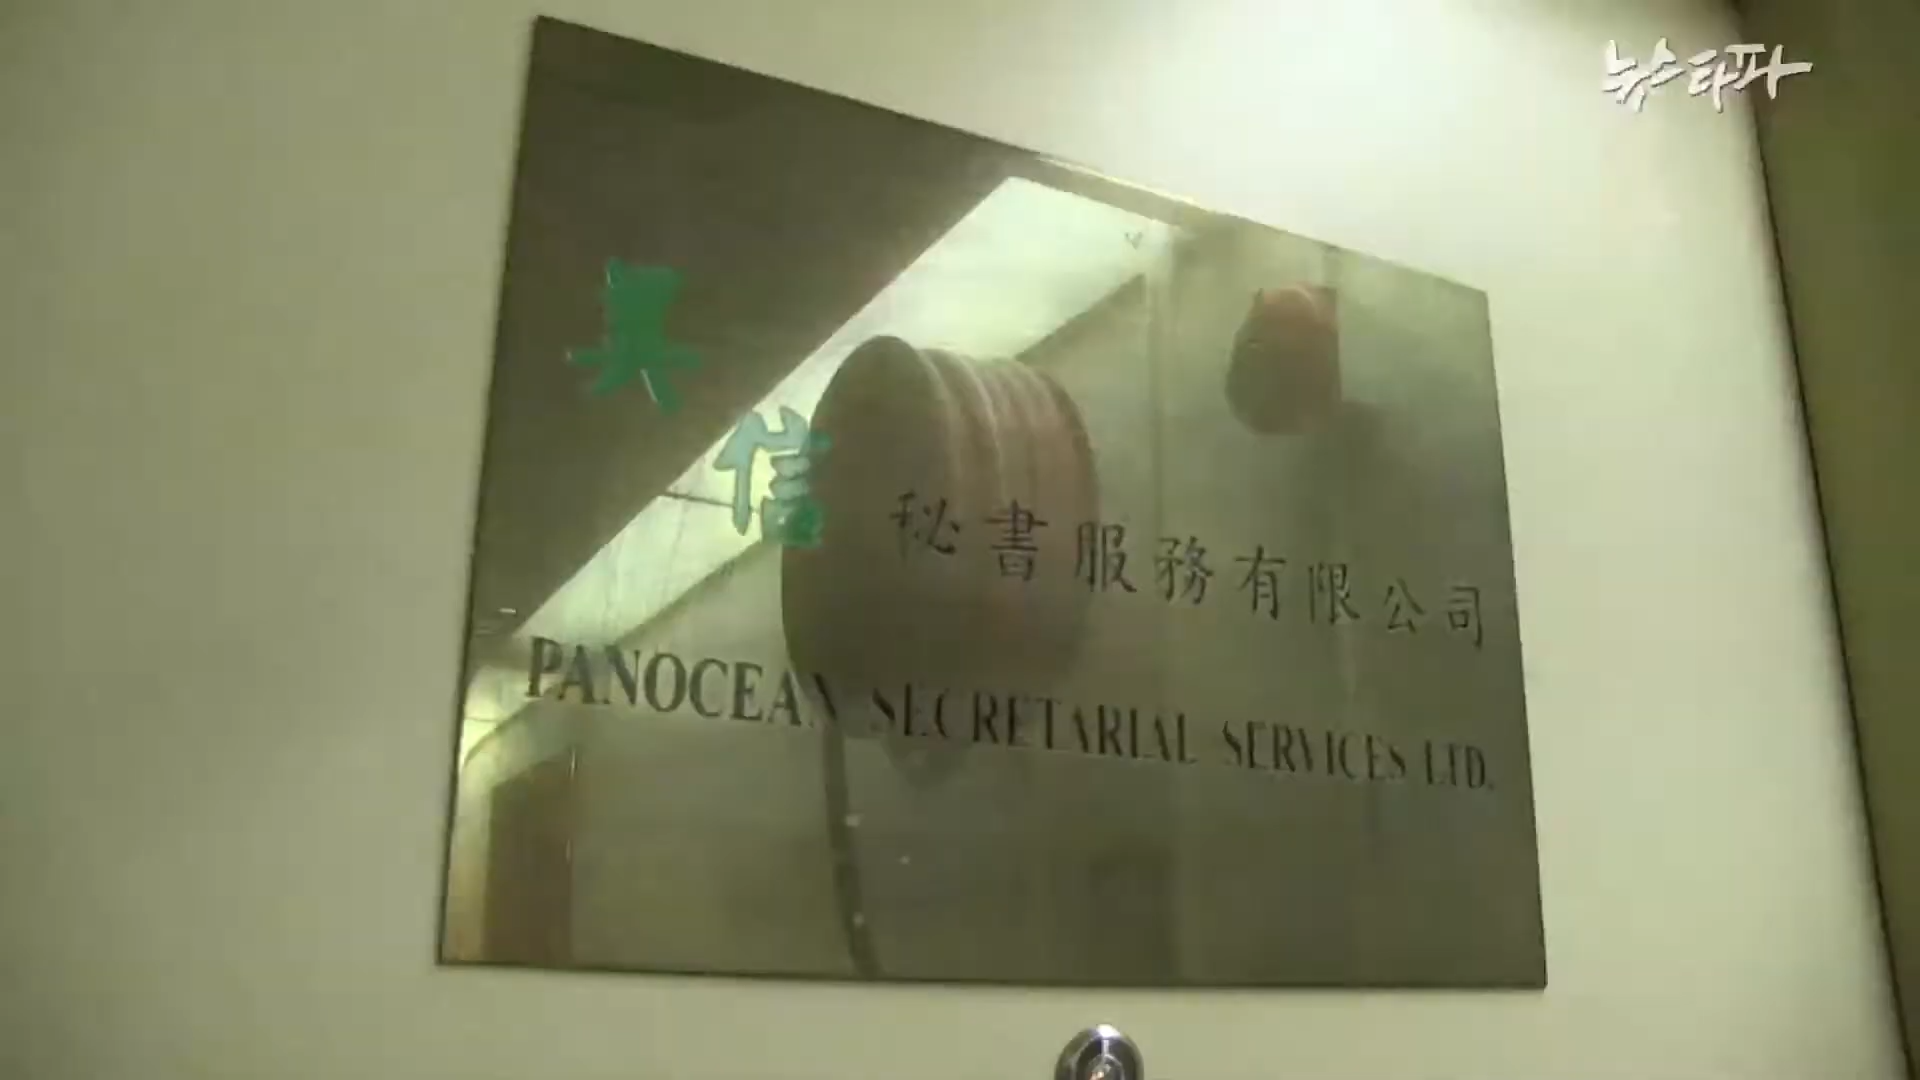 뉴스타파
信 秘書服務有限公司
PANOCEAN SECRETARIAL SERVICES LTD.